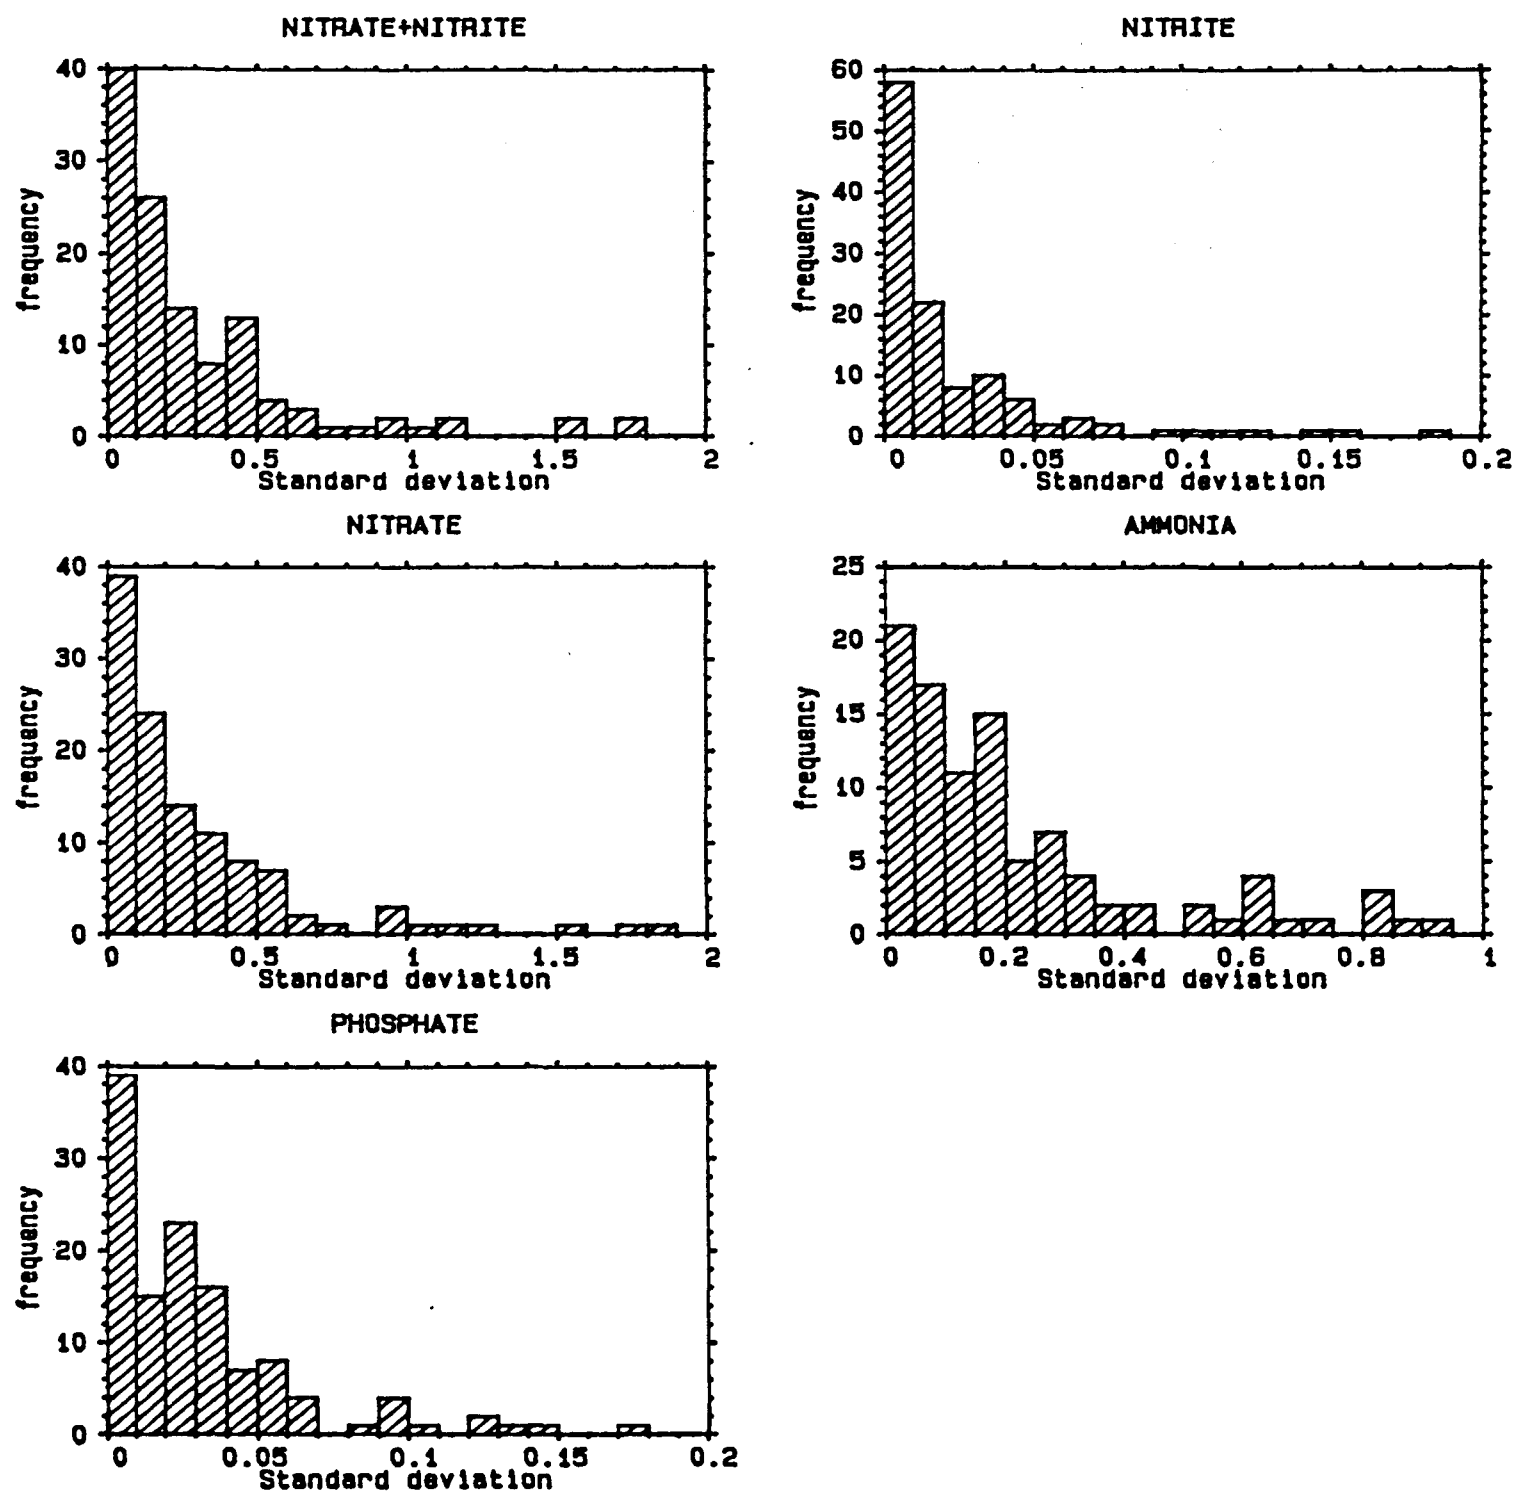 NITRATE+NITRITE
40
30
20
10
0
frequency
0 0.5 1 1.5 2
Standard deviation
NITRITE
60
50
40
30
20
10
0
frequency
0 0.05 0.1 0.15 0.2
Standard deviation
NITRATE
40
30
20
10
0
frequency
0 0.5 1 1.5 2
Standard deviation
AMMONIA
25
20
15
10
5
0
frequency
0 0.2 0.4 0.6 0.8 1
Standard deviation
PHOSPHATE
40
30
20
10
0
frequency
0 0.05 0.1 0.15 0.2
Standard deviation